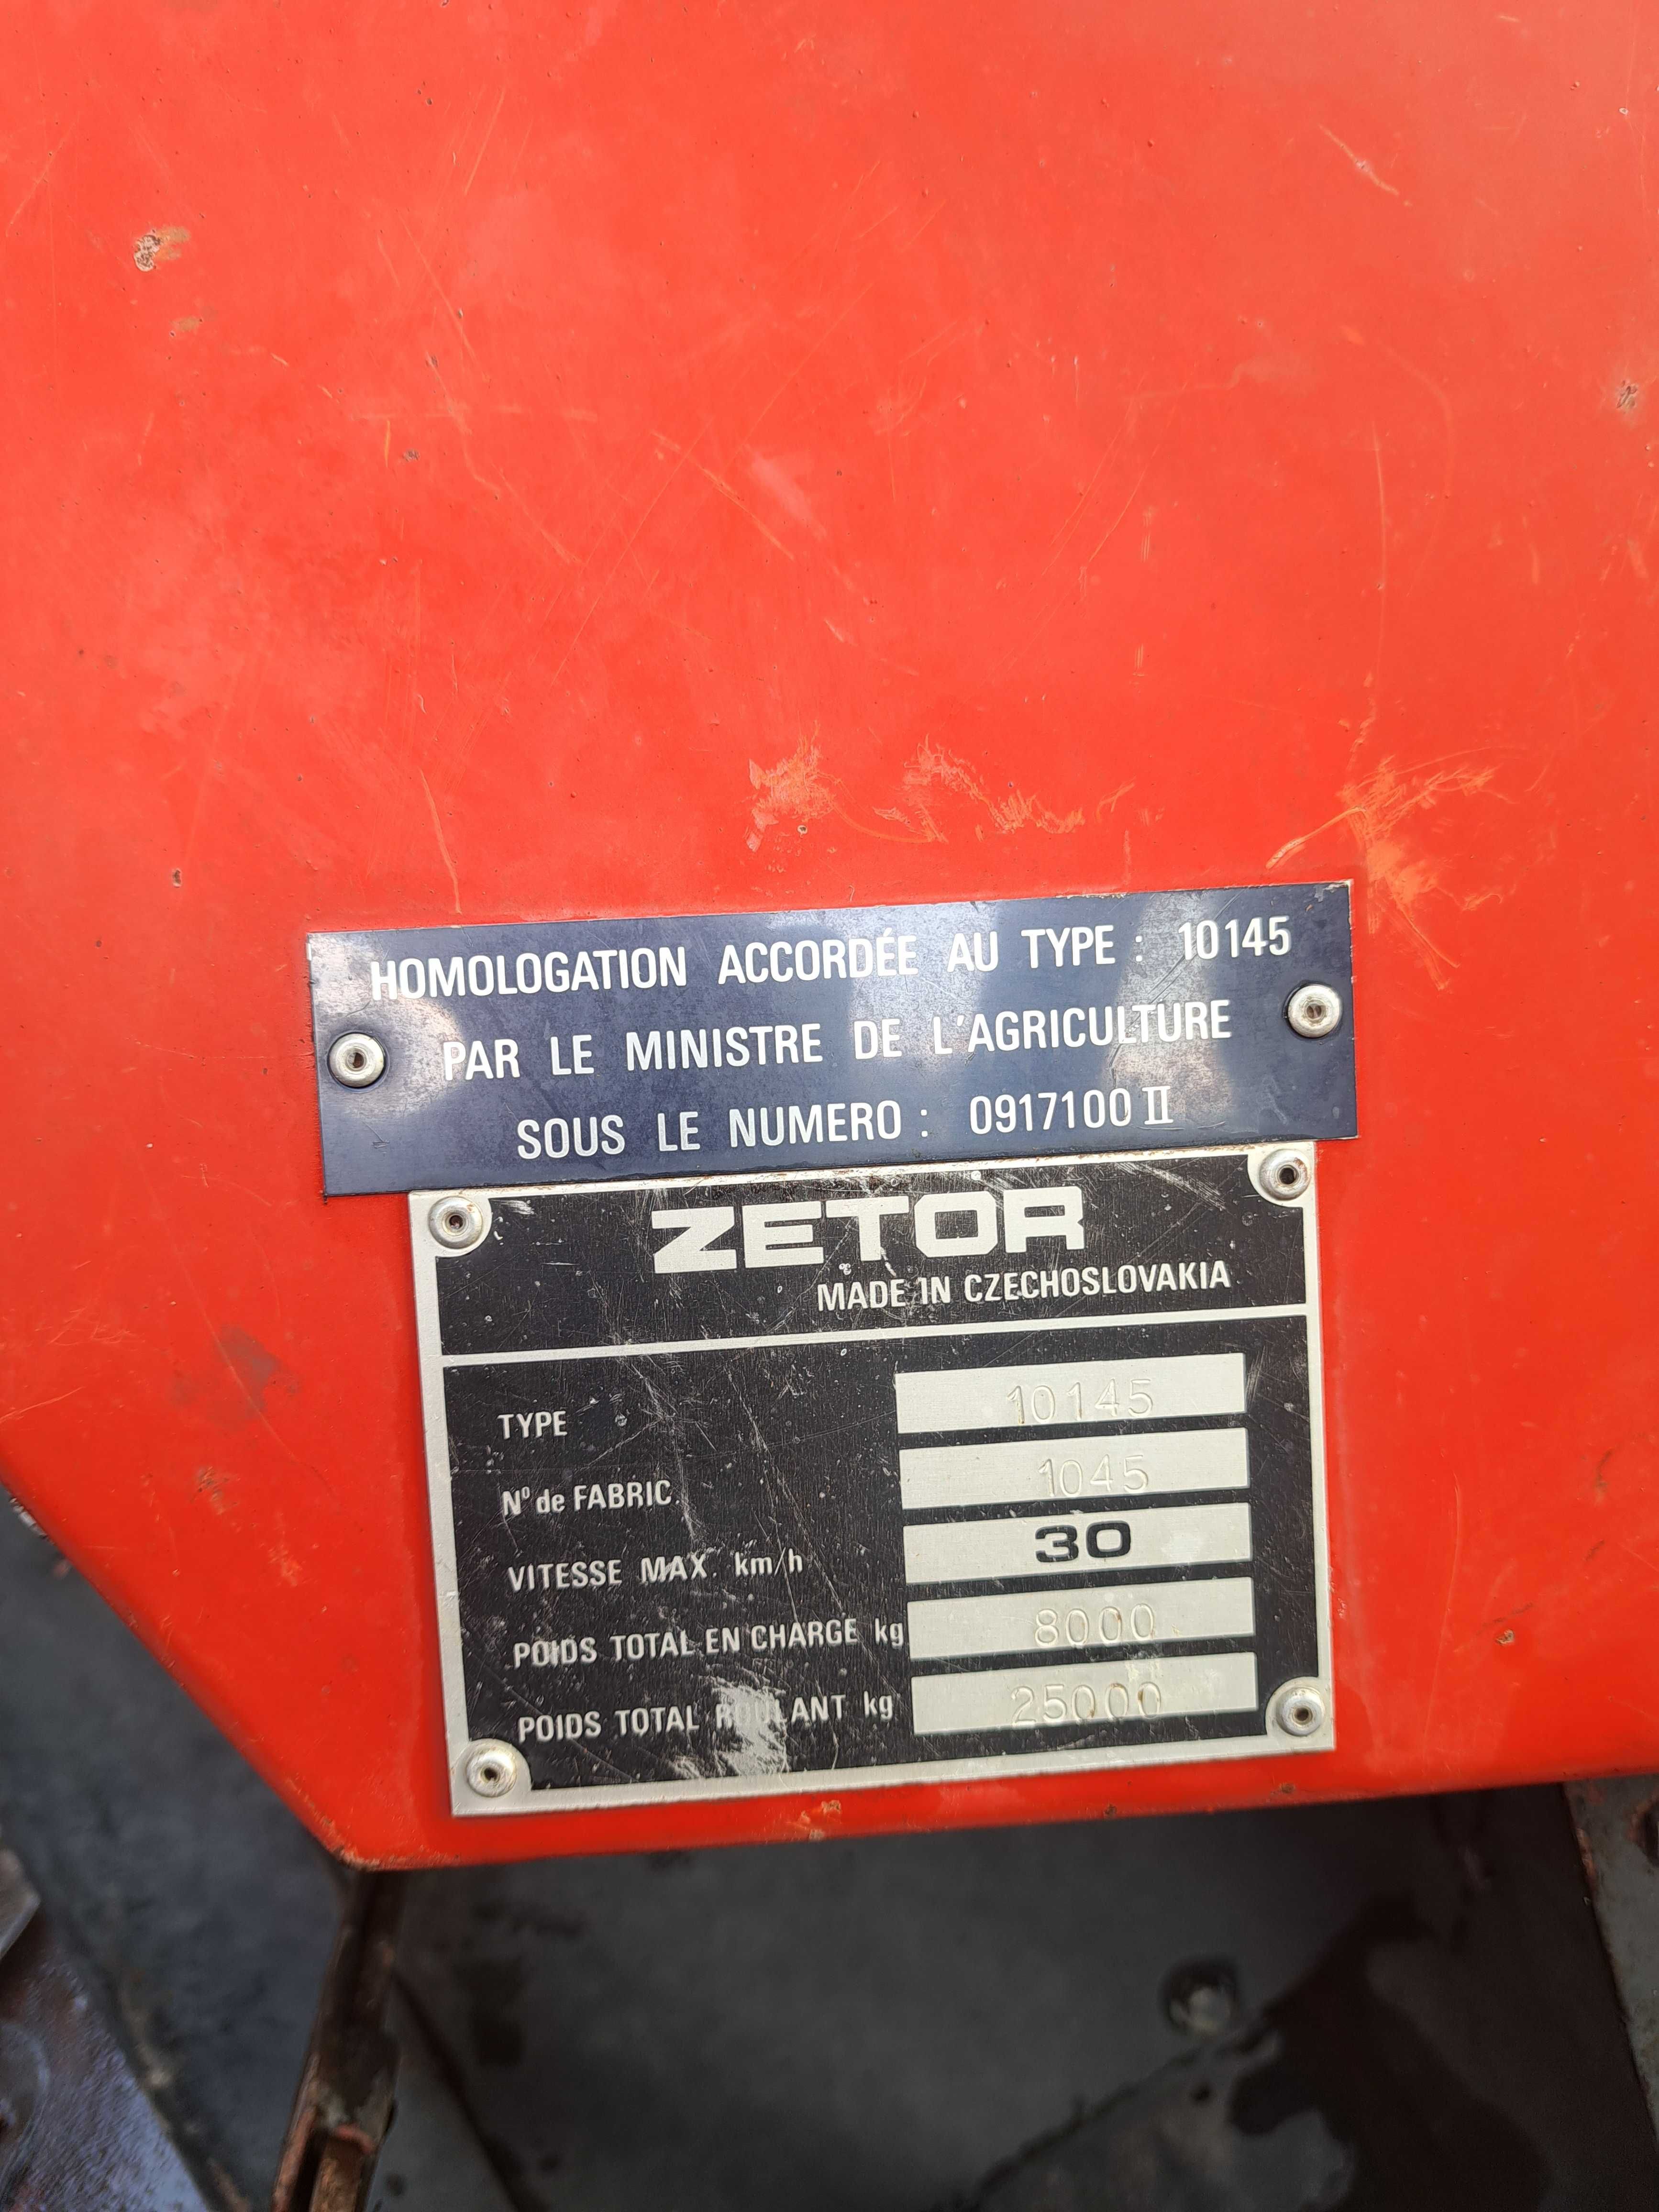 HOMOLOGATION ACCORDÉE AU TYPE : 10145
PAR LE MINISTRE DE L'AGRICULTURE
SOUS LE NUMERO : 0917100 II
ZETOR
MADE IN CZECHOSLOVAKIA
TYPE 10145
Nº de FABRIC. 1045
VITESSE MAX. km/h 30
POIDS TOTAL EN CHARGE kg 8000
POIDS TOTAL ROULANT kg 25000